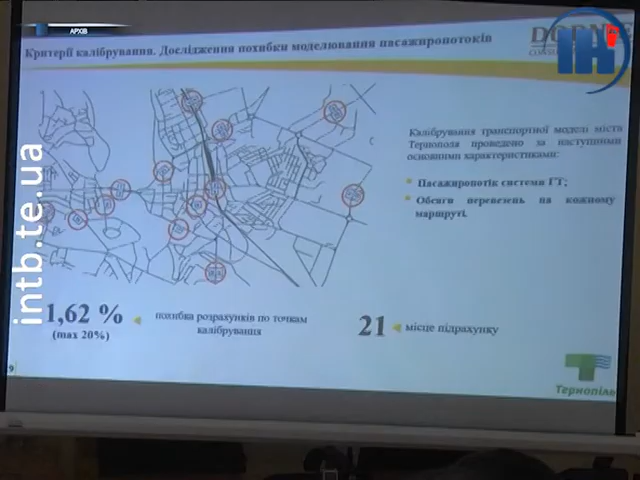 АРХІВ
Критерії калібрування. Дослідження похибки моделювання пасажиропотоків
ІН
Калібрування транспортної моделі міста
Тернополя проведено за наступними
основними характеристиками:
Пасажиропотік системи ГТ;
Обсяги перевезень на кожному
маршруті.
intb.te.ua
1,62 %
(max 20%)
похибка розрахунків по точкам
калібрування
21
місце підрахунку
9
Тернопіль